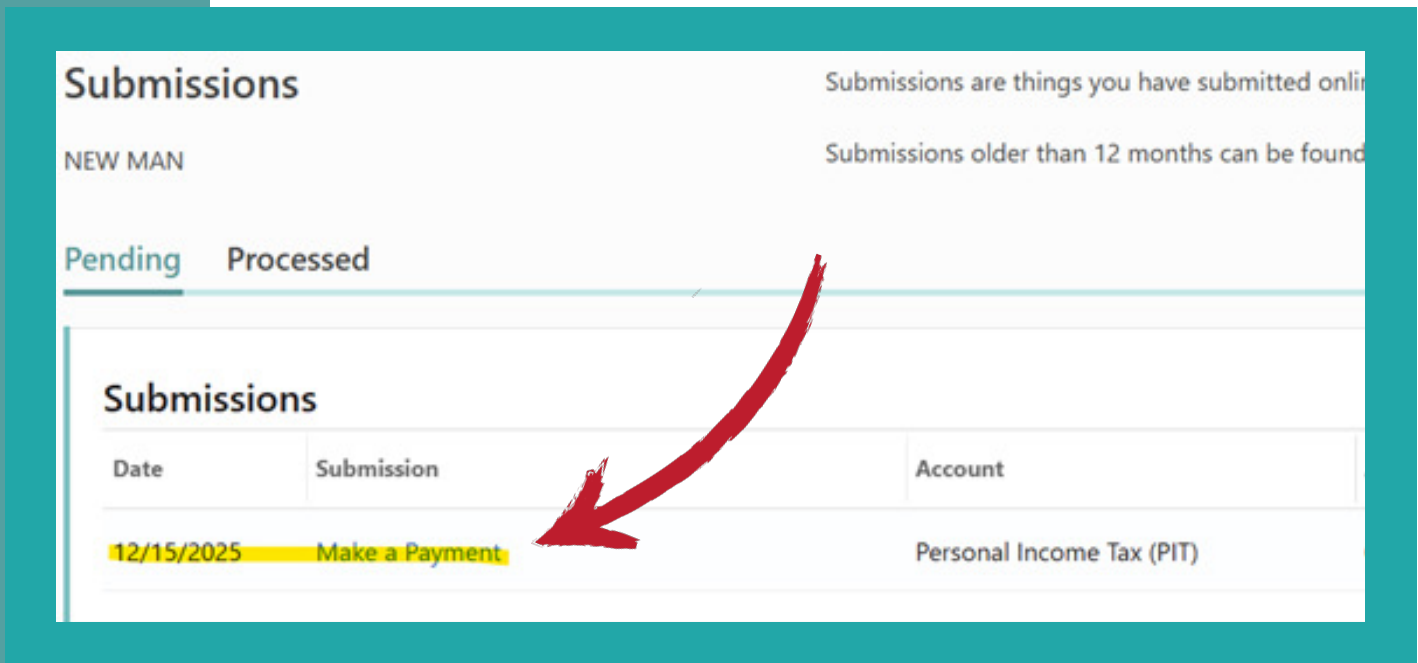 Submissions
Submissions are things you have submitted onlin
NEW MAN
Submissions older than 12 months can be found
Pending Processed
Submissions
Date Submission Account
12/15/2025 Make a Payment Personal Income Tax (PIT)